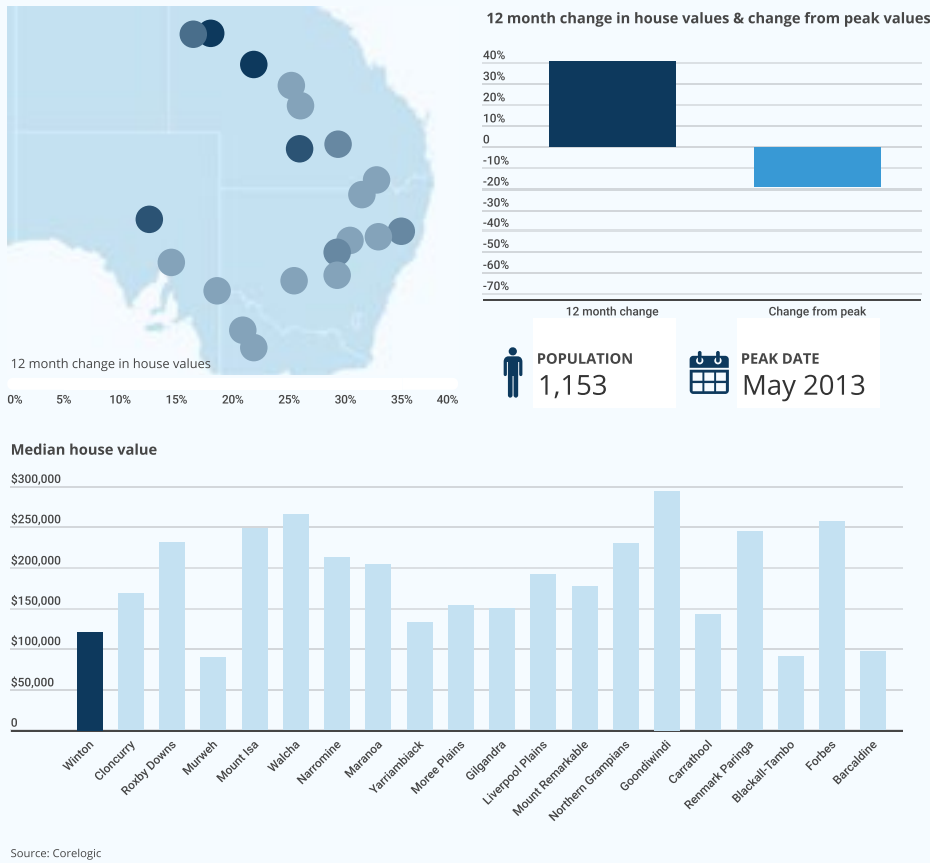 12 month change in house values & change from peak values
40%
30%
20%
10%
0
-10%
-20%
-30%
-40%
-50%
-60%
-70%
12 month change
Change from peak
12 month change in house values
0%
5%
10%
15%
20%
25%
30%
35%
40%
POPULATION
1,153
PEAK DATE
May 2013
Median house value
$300,000
$250,000
$200,000
$150,000
$100,000
$50,000
0
Winton
Cloncurry
Roxby Downs
Murweh
Mount Isa
Walcha
Narromine
Maranoa
Yarriambiack
Moree Plains
Gilgandra
Liverpool Plains
Mount Remarkable
Northern Grampians
Goondiwindi
Carrathool
Renmark Paringa
Blackall-Tambo
Forbes
Barcaldine
Source: Corelogic